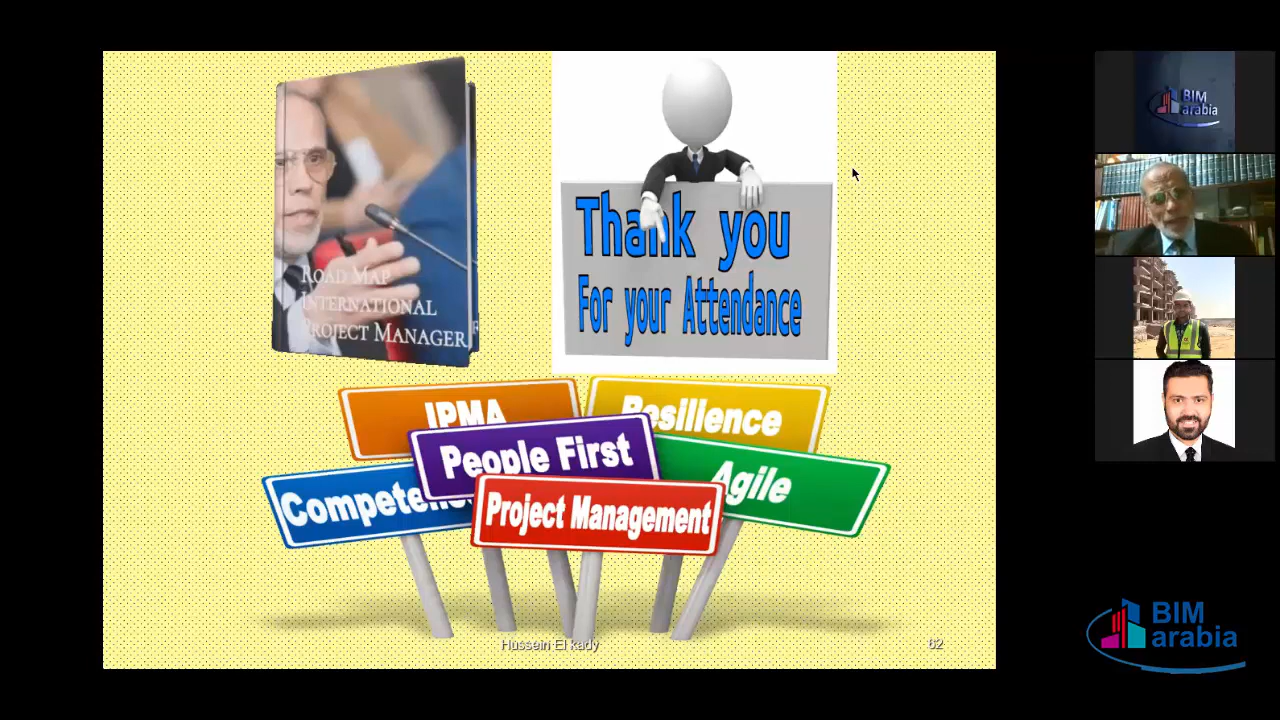 ROAD MAP
INTERNATIONAL
PROJECT MANAGER
Thank you
For your Attendance
IPMA
Resilience
People First
Agile
Project Management
Hussein El kady
62
BIM
arabia
BIM
arabia